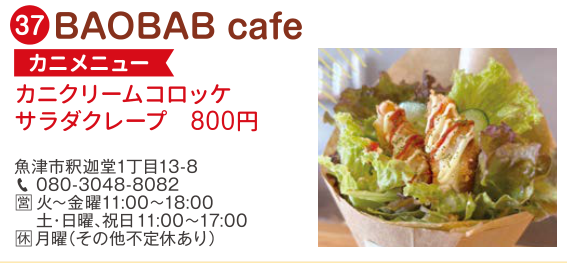 37 BAOBAB cafe
カニメニュー
カニクリームコロッケ
サラダクレープ 800円
魚津市釈迦堂1丁目13-8
080-3048-8082
営 火〜金曜11:00〜18:00
土・日曜、祝日11:00〜17:00
休 月曜(その他不定休あり)